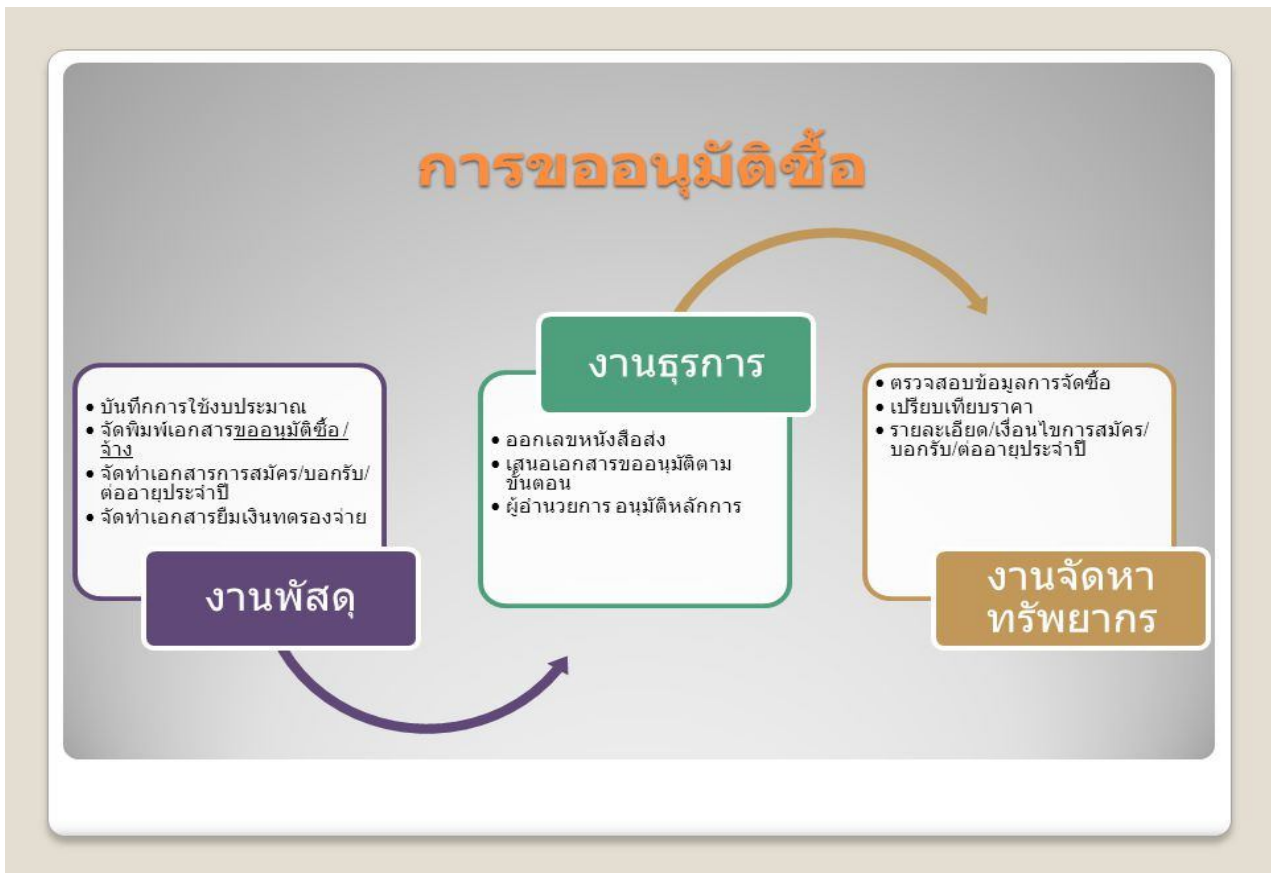 การขออนุมัติซื้อ
• บันทึกการใช้งบประมาณ
• จัดพิมพ์เอกสารขออนุมัติซื้อ/
จ้าง
• จัดทำเอกสารการสมัคร/บอกรับ/
ต่ออายุประจำปี
• จัดทำเอกสารยืมเงินทดรองจ่าย
งานพัสดุ
งานธุรการ
• ออกเลขหนังสือส่ง
• เสนอเอกสารขออนุมัติตาม
ขั้นตอน
• ผู้อำนวยการ อนุมัติหลักการ
• ตรวจสอบข้อมูลการจัดซื้อ
• เปรียบเทียบราคา
• รายละเอียด/เงื่อนไขการสมัคร/
บอกรับ/ต่ออายุประจำปี
งานจัดหา
ทรัพยากร